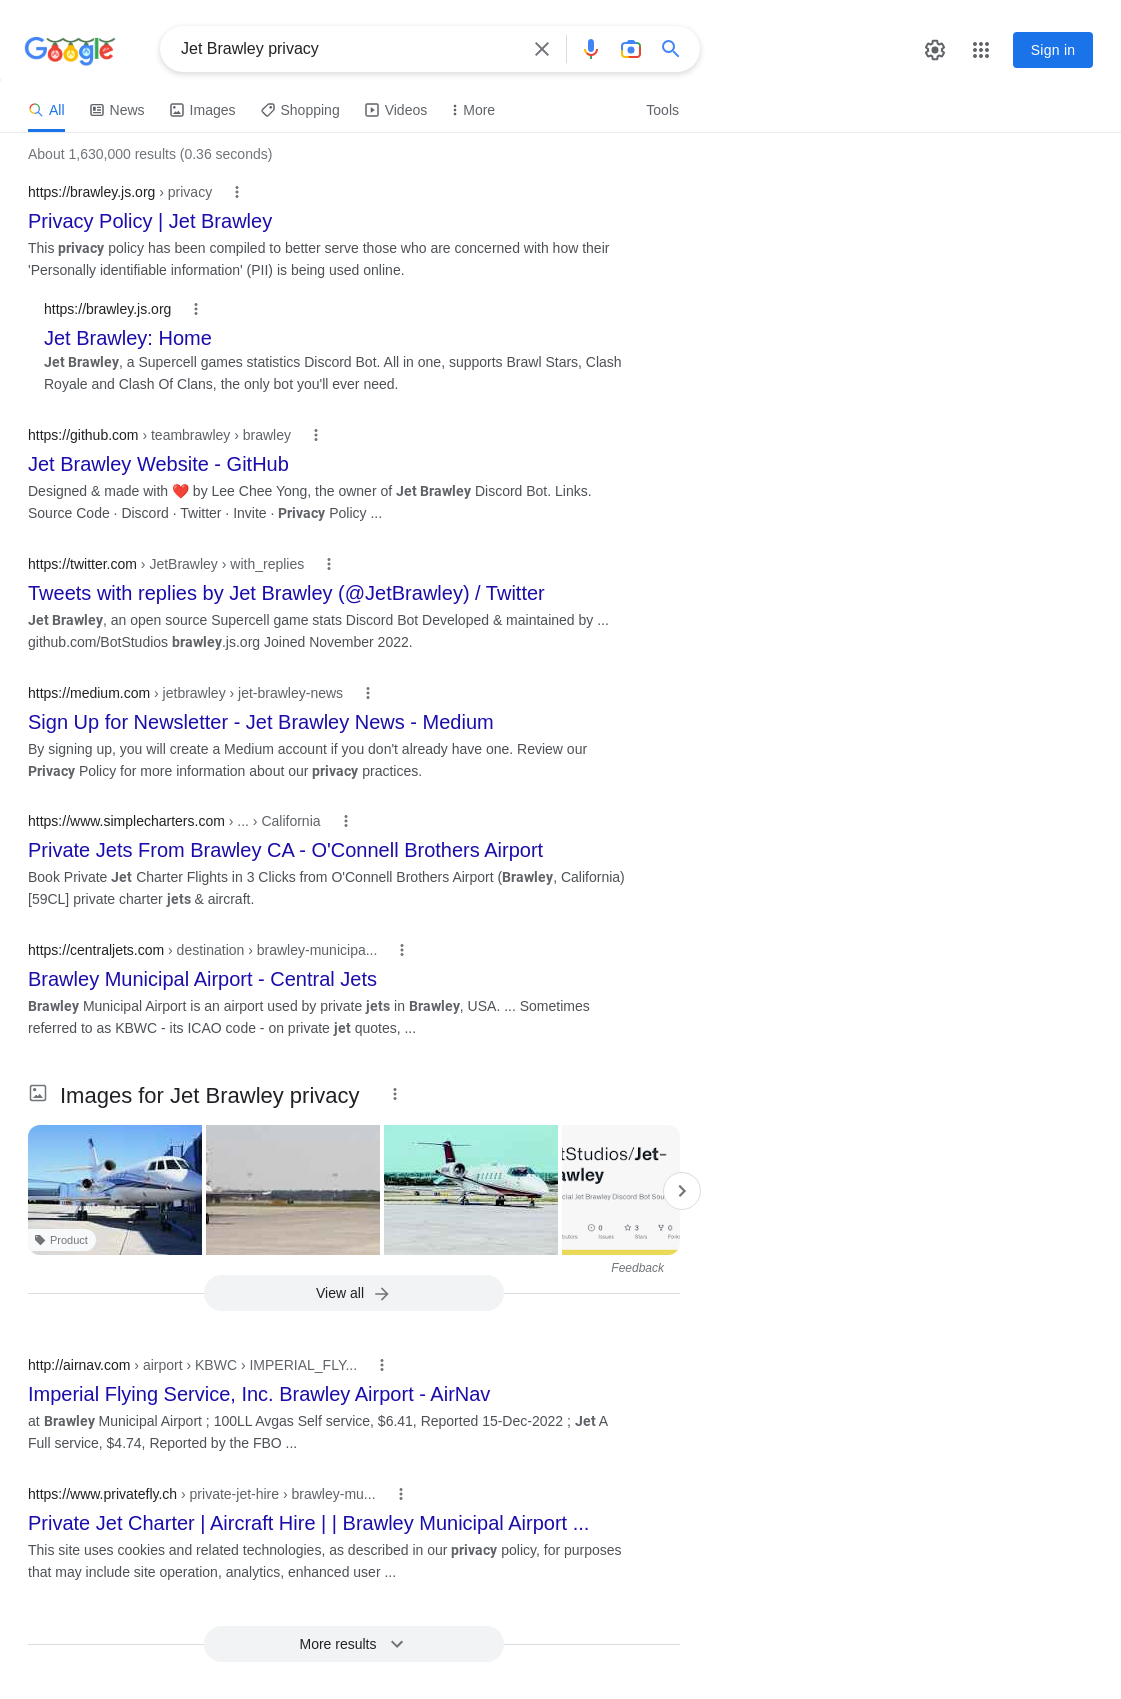 Google
Jet Brawley privacy
Sign in
All
News
Images
Shopping
Videos
More
Tools
About 1,630,000 results (0.36 seconds)
https://brawley.js.org › privacy
Privacy Policy | Jet Brawley
This privacy policy has been compiled to better serve those who are concerned with how their
'Personally identifiable information' (PII) is being used online.
https://brawley.js.org
Jet Brawley: Home
Jet Brawley, a Supercell games statistics Discord Bot. All in one, supports Brawl Stars, Clash
Royale and Clash Of Clans, the only bot you'll ever need.
https://github.com › teambrawley › brawley
Jet Brawley Website - GitHub
Designed & made with ❤️ by Lee Chee Yong, the owner of Jet Brawley Discord Bot. Links.
Source Code · Discord · Twitter · Invite · Privacy Policy ...
https://twitter.com › JetBrawley › with_replies
Tweets with replies by Jet Brawley (@JetBrawley) / Twitter
Jet Brawley, an open source Supercell game stats Discord Bot Developed & maintained by ...
github.com/BotStudios brawley.js.org Joined November 2022.
https://medium.com › jetbrawley › jet-brawley-news
Sign Up for Newsletter - Jet Brawley News - Medium
By signing up, you will create a Medium account if you don't already have one. Review our
Privacy Policy for more information about our privacy practices.
https://www.simplecharters.com › ... › California
Private Jets From Brawley CA - O'Connell Brothers Airport
Book Private Jet Charter Flights in 3 Clicks from O'Connell Brothers Airport (Brawley, California)
[59CL] private charter jets & aircraft.
https://centraljets.com › destination › brawley-municipa...
Brawley Municipal Airport - Central Jets
Brawley Municipal Airport is an airport used by private jets in Brawley, USA. ... Sometimes
referred to as KBWC - its ICAO code - on private jet quotes, ...
Images for Jet Brawley privacy
Product
tStudios/Jet-
awley
cial Jet Brawley Discord Bot Sou
0 3 0
Issues Stars
Feedback
View all
http://airnav.com › airport › KBWC › IMPERIAL_FLY...
Imperial Flying Service, Inc. Brawley Airport - AirNav
at Brawley Municipal Airport ; 100LL Avgas Self service, $6.41, Reported 15-Dec-2022 ; Jet A
Full service, $4.74, Reported by the FBO ...
https://www.privatefly.ch › private-jet-hire › brawley-mu...
Private Jet Charter | Aircraft Hire | | Brawley Municipal Airport ...
This site uses cookies and related technologies, as described in our privacy policy, for purposes
that may include site operation, analytics, enhanced user ...
More results